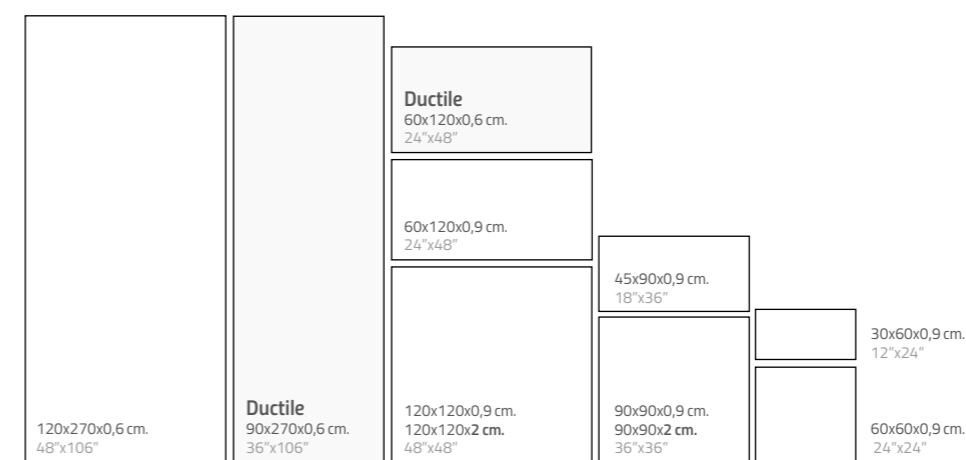 120x270x0,6 cm.
48”x106”
Ductile
90x270x0,6 cm.
36”x106”
Ductile
60x120x0,6 cm.
24”x48”
60x120x0,9 cm.
24”x48”
120x120x0,9 cm.
120x120x2 cm.
48”x48”
45x90x0,9 cm.
18”x36”
90x90x0,9 cm.
90x90x2 cm.
36”x36”
30x60x0,9 cm.
12”x24”
60x60x0,9 cm.
24”x24”